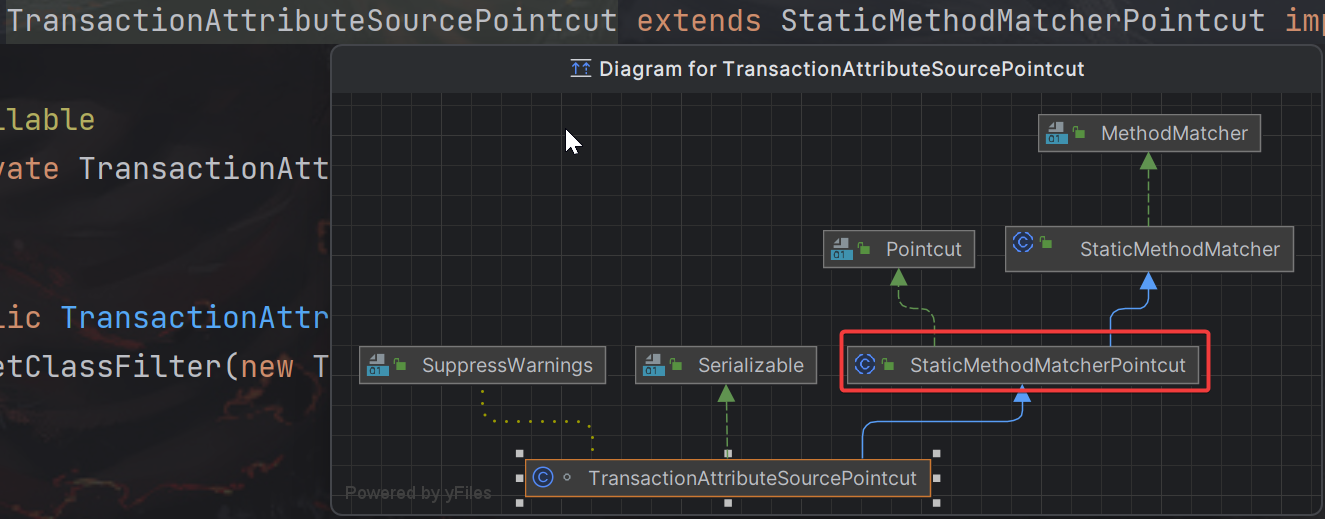 TransactionAttributeSourcePointcut extends StaticMethodMatcherPointcut imp
Diagram for TransactionAttributeSourcePointcut
llable
vate TransactionAtt
lic TransactionAttr
etClassFilter(new T
MethodMatcher
Pointcut
StaticMethodMatcher
SuppressWarnings
Serializable
StaticMethodMatcherPointcut
TransactionAttributeSourcePointcut
Powered by yFiles